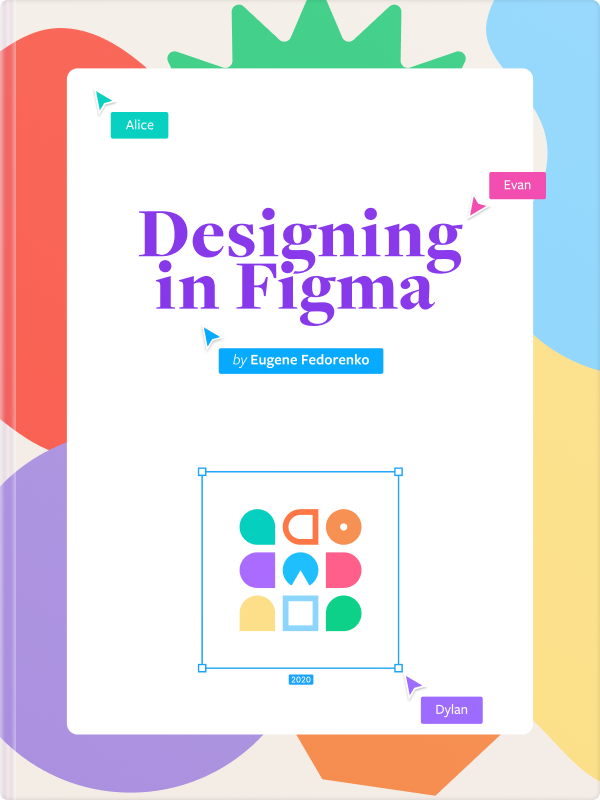 Alice
Evan
Designing
in Figma
by Eugene Fedorenko
2020
Dylan